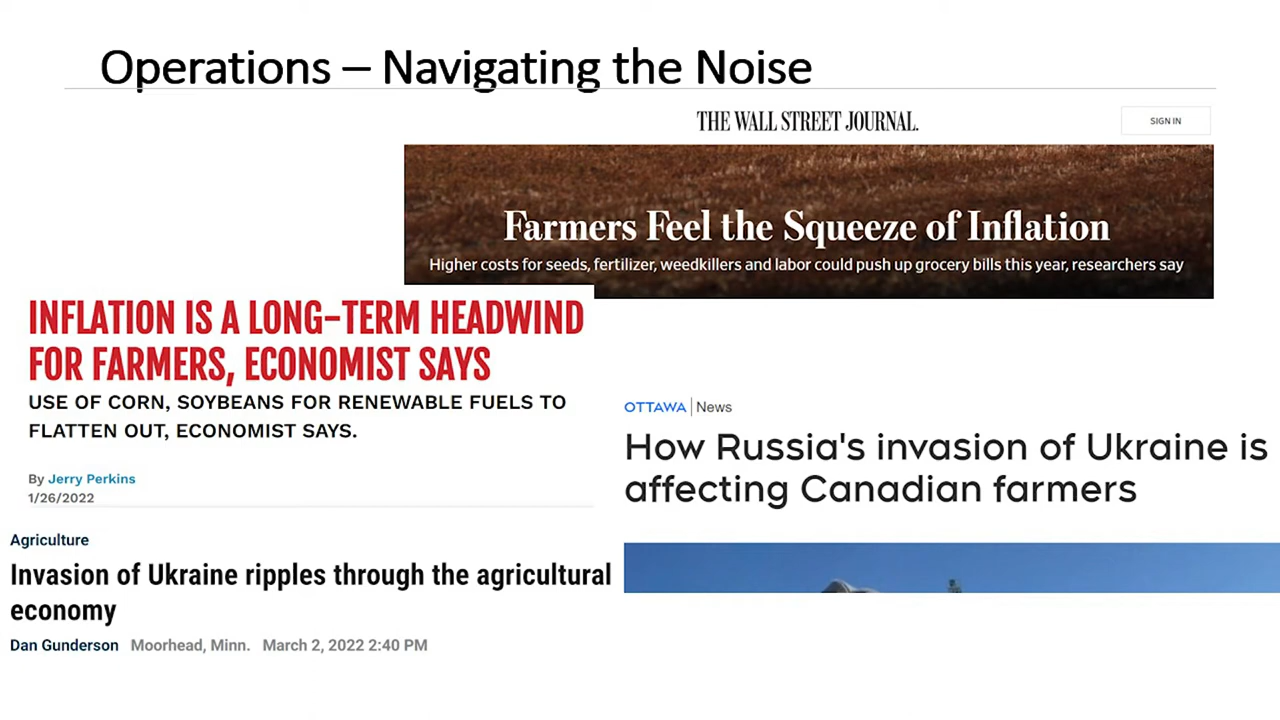 Operations – Navigating the Noise
THE WALL STREET JOURNAL.
SIGN IN
Farmers Feel the Squeeze of Inflation
Higher costs for seeds, fertilizer, weedkillers and labor could push up grocery bills this year, researchers say
INFLATION IS A LONG-TERM HEADWIND
FOR FARMERS, ECONOMIST SAYS
USE OF CORN, SOYBEANS FOR RENEWABLE FUELS TO
FLATTEN OUT, ECONOMIST SAYS.
By Jerry Perkins
1/26/2022
OTTAWA | News
How Russia's invasion of Ukraine is
affecting Canadian farmers
Agriculture
Invasion of Ukraine ripples through the agricultural
economy
Dan Gunderson Moorhead, Minn. March 2, 2022 2:40 PM